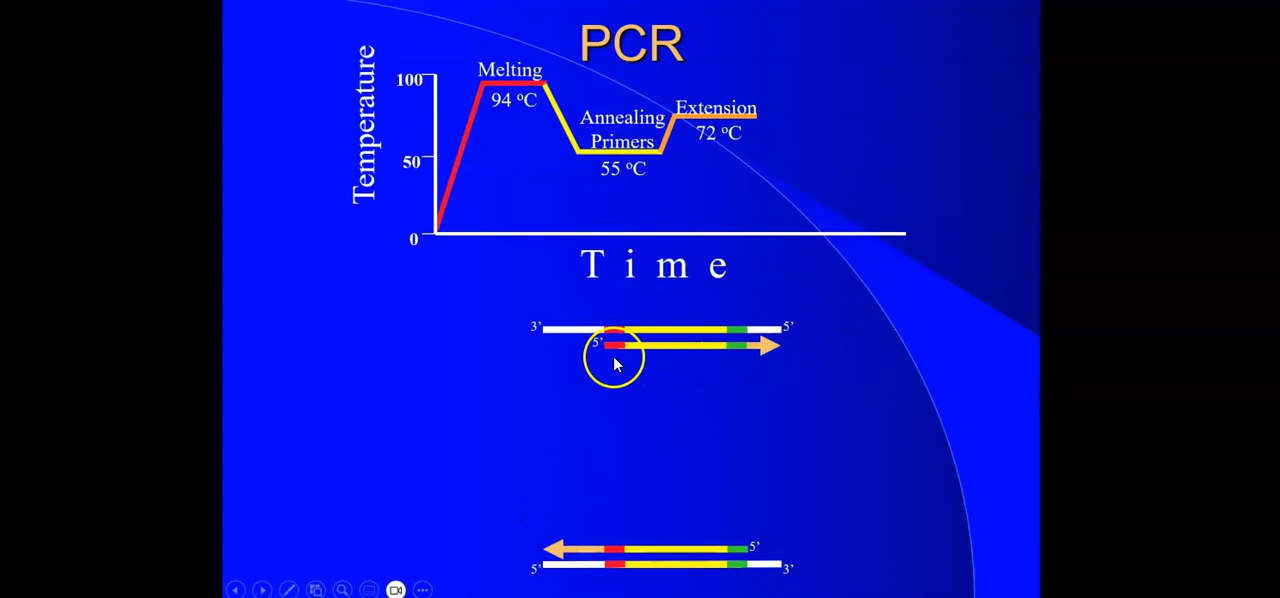 PCR
Temperature
100
50
0
Melting
94 °C
Annealing
Primers
55 °C
Extension
72 °C
T i m e
3’
5’
5’
5’
5’
3’